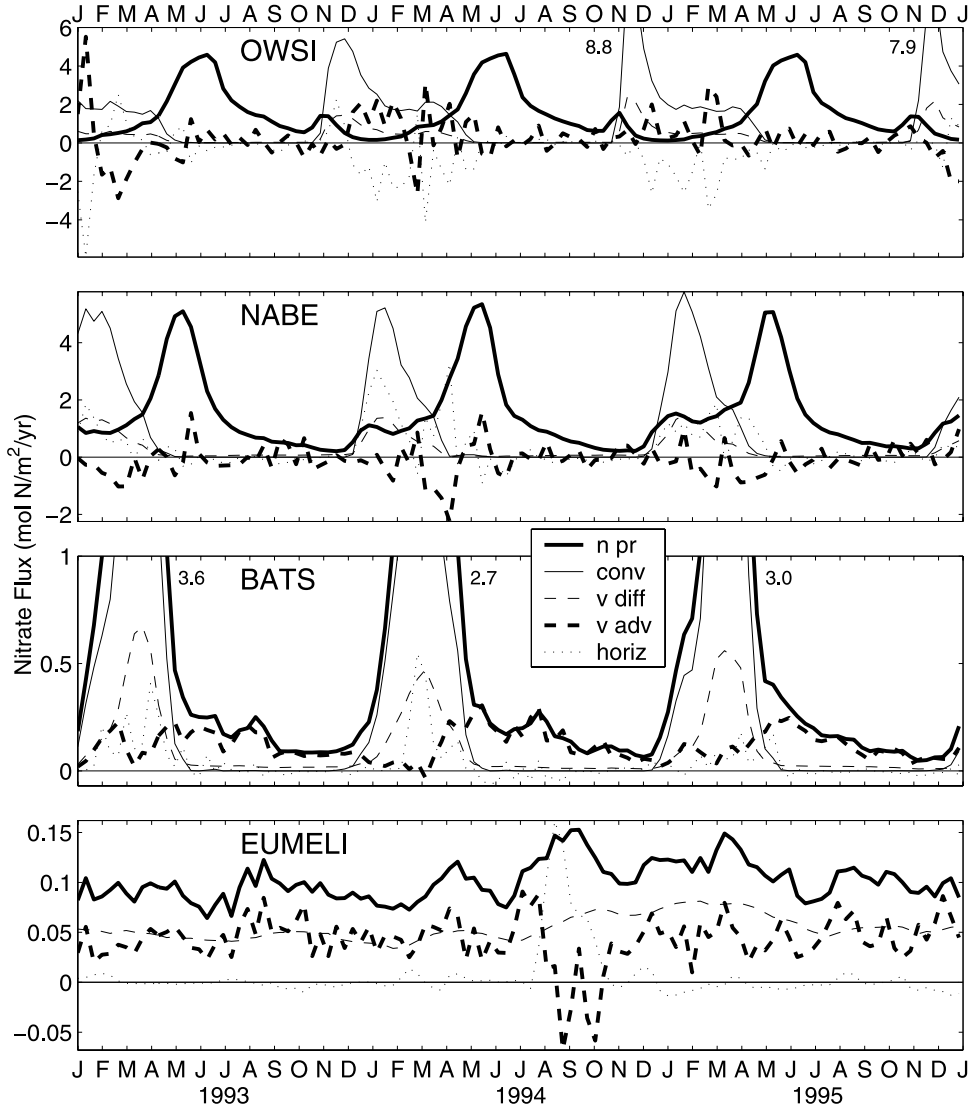 J F M A M J J A S O N D J F M A M J J A S O N D J F M A M J J A S O N D J
OWSI
8.8
7.9
6
4
2
0
−2
−4
NABE
4
2
0
−2
Nitrate Flux (mol N/m²/yr)
BATS
3.6
2.7
3.0
1
0.5
0
n pr
conv
v diff
v adv
horiz
EUMELI
0.15
0.1
0.05
0
−0.05
J F M A M J J A S O N D J F M A M J J A S O N D J F M A M J J A S O N D J
1993 1994 1995